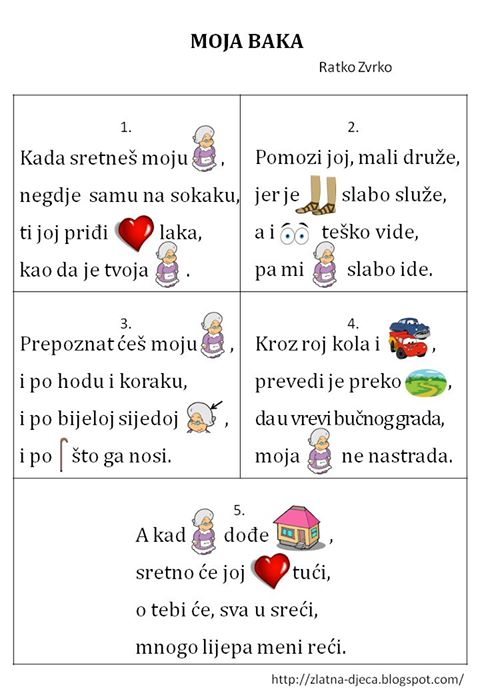 MOJA BAKA
Ratko Zvrko
1.
Kada sretneš moju ,
negdje samu na sokaku,
ti joj priđi laka,
kao da je tvoja .
2.
Pomozi joj, mali druže,
jer je slabo služe,
a i teško vide,
pa mi slabo ide.
3.
Prepoznat ćeš moju ,
i po hodu i koraku,
i po bijeloj sijedoj ,
i po što ga nosi.
4.
Kroz roj kola i ,
prevedi je preko ,
da u vrevi bučnog grada,
moja ne nastrada.
5.
A kad dođe ,
sretno će joj tući,
o tebi će, sva u sreći,
mnogo lijepa meni reći.
http://zlatna-djeca.blogspot.com/